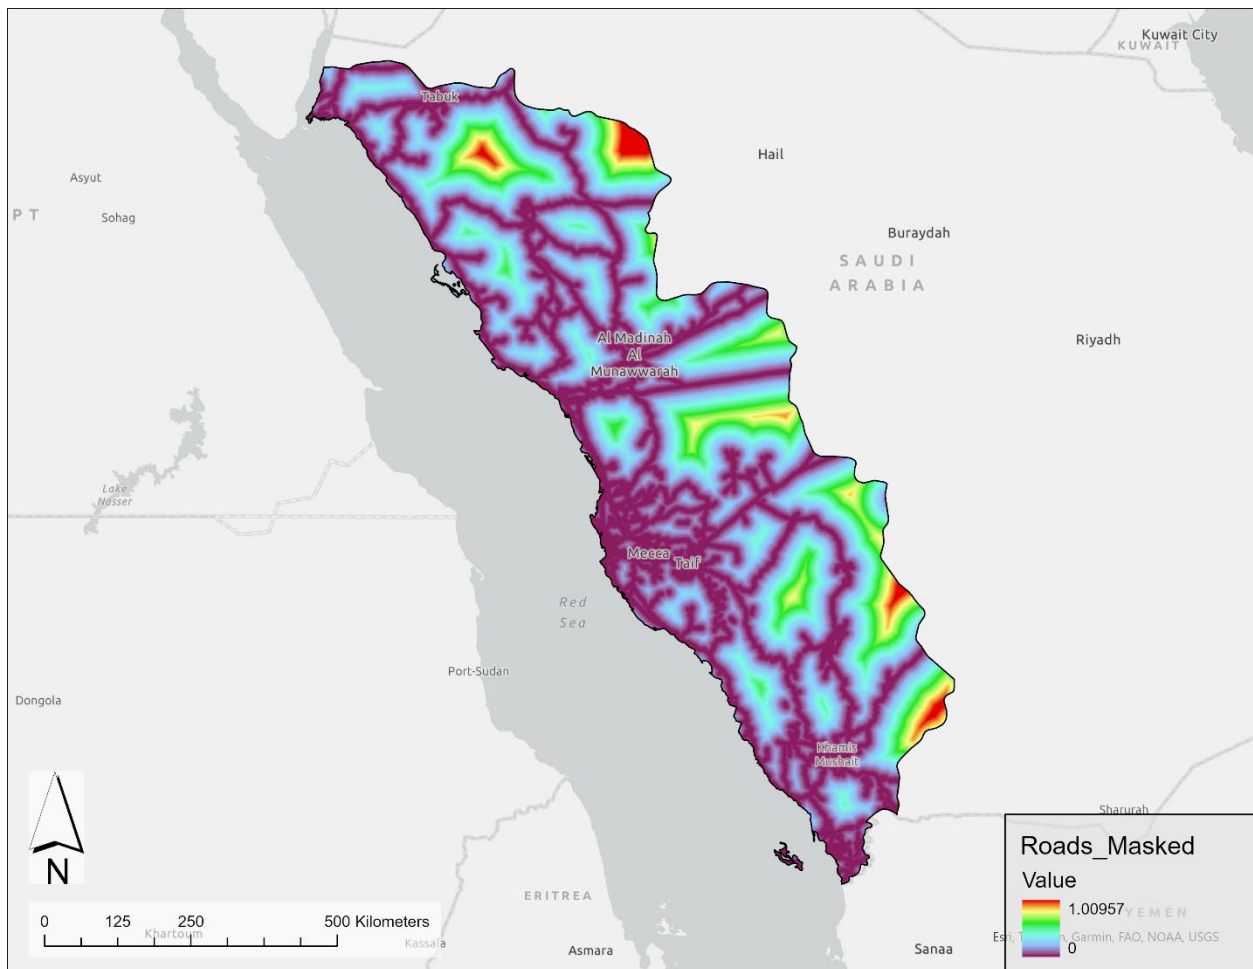 Kuwait City
KUWAIT
Tabuk
Hail
Asyut
PT
Sohag
Buraydah
SAUDI
ARABIA
Al Madinah
Al
Munawwarah
Riyadh
Lake
Nasser
Mecca
Taif
Red
Sea
Port-Sudan
Dongola
Khamis
Mushait
Sharurah
N
ERITREA
0 125 250 500 Kilometers
Khartoum
Kassala
Asmara
Sanaa
Roads_Masked
Value
1.00957
0
YEMEN
Garmin, FAO, NOAA, USGS